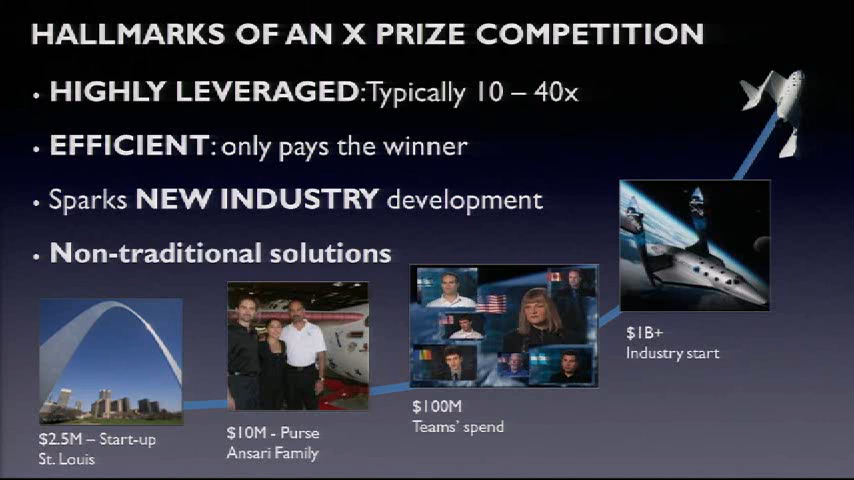 HALLMARKS OF AN X PRIZE COMPETITION
• HIGHLY LEVERAGED: Typically 10 – 40x
• EFFICIENT: only pays the winner
• Sparks NEW INDUSTRY development
• Non-traditional solutions
$1B+
Industry start
$100M
Teams' spend
$10M - Purse
Ansari Family
$2.5M – Start-up
St. Louis